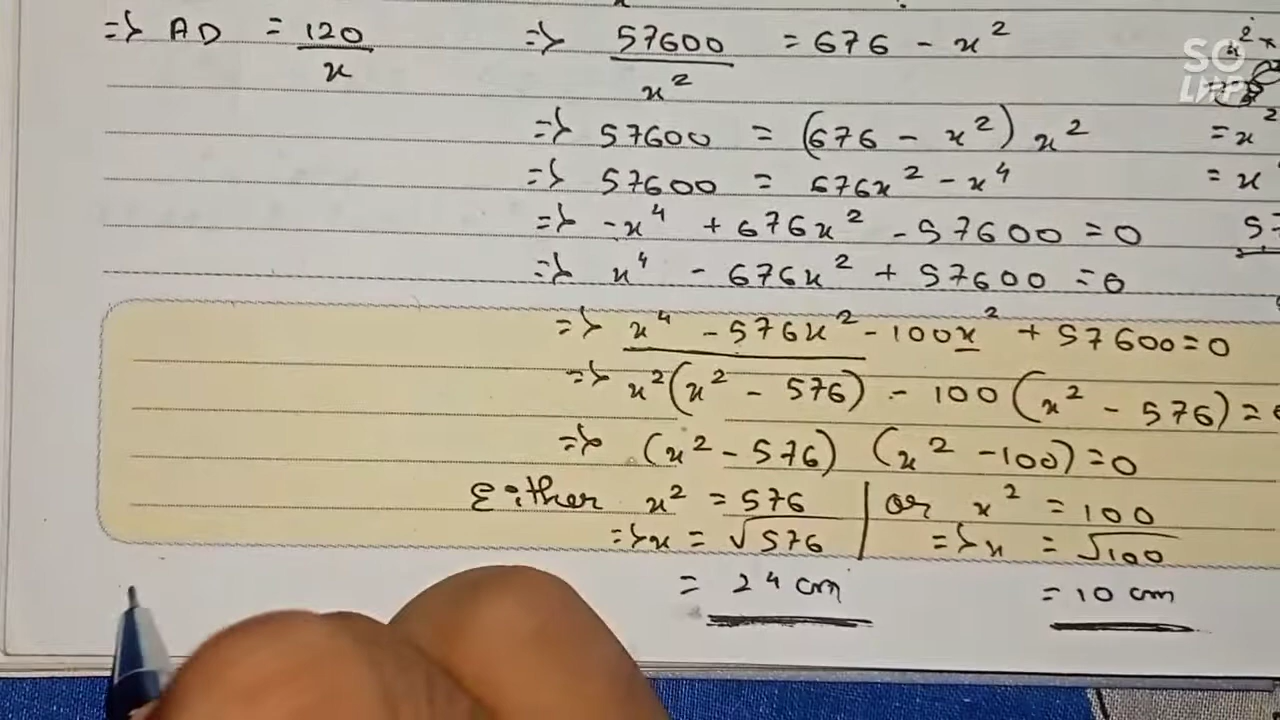 => AD = 120/x => 57600/x² = 676 - x²
=> 57600 = (676 - x²) x² = x²
=> 57600 = 676x² - x⁴ = x
=> -x⁴ + 676x² - 57600 = 0
=> x⁴ - 676x² + 57600 = 0
=> x⁴ - 576x² - 100x² + 57600 = 0
=> x²(x² - 576) - 100 (x² - 576) =
=> (x² - 576) (x² - 100) = 0
Either x² = 576 | or x² = 100
=> x = √576 | => x = √100
= 24 cm = 10 cm
SO